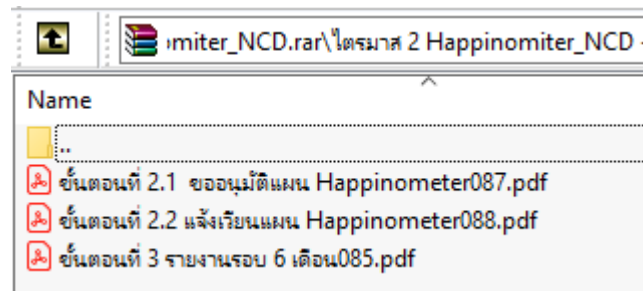 omiter_NCD.rar\ไตรมาส 2 Happinomiter_NCD -
Name
..
ขั้นตอนที่ 2.1 ขออนุมัติแผน Happinometer087.pdf
ขั้นตอนที่ 2.2 แจ้งเวียนแผน Happinometer088.pdf
ขั้นตอนที่ 3 รายงานรอบ 6 เดือน085.pdf